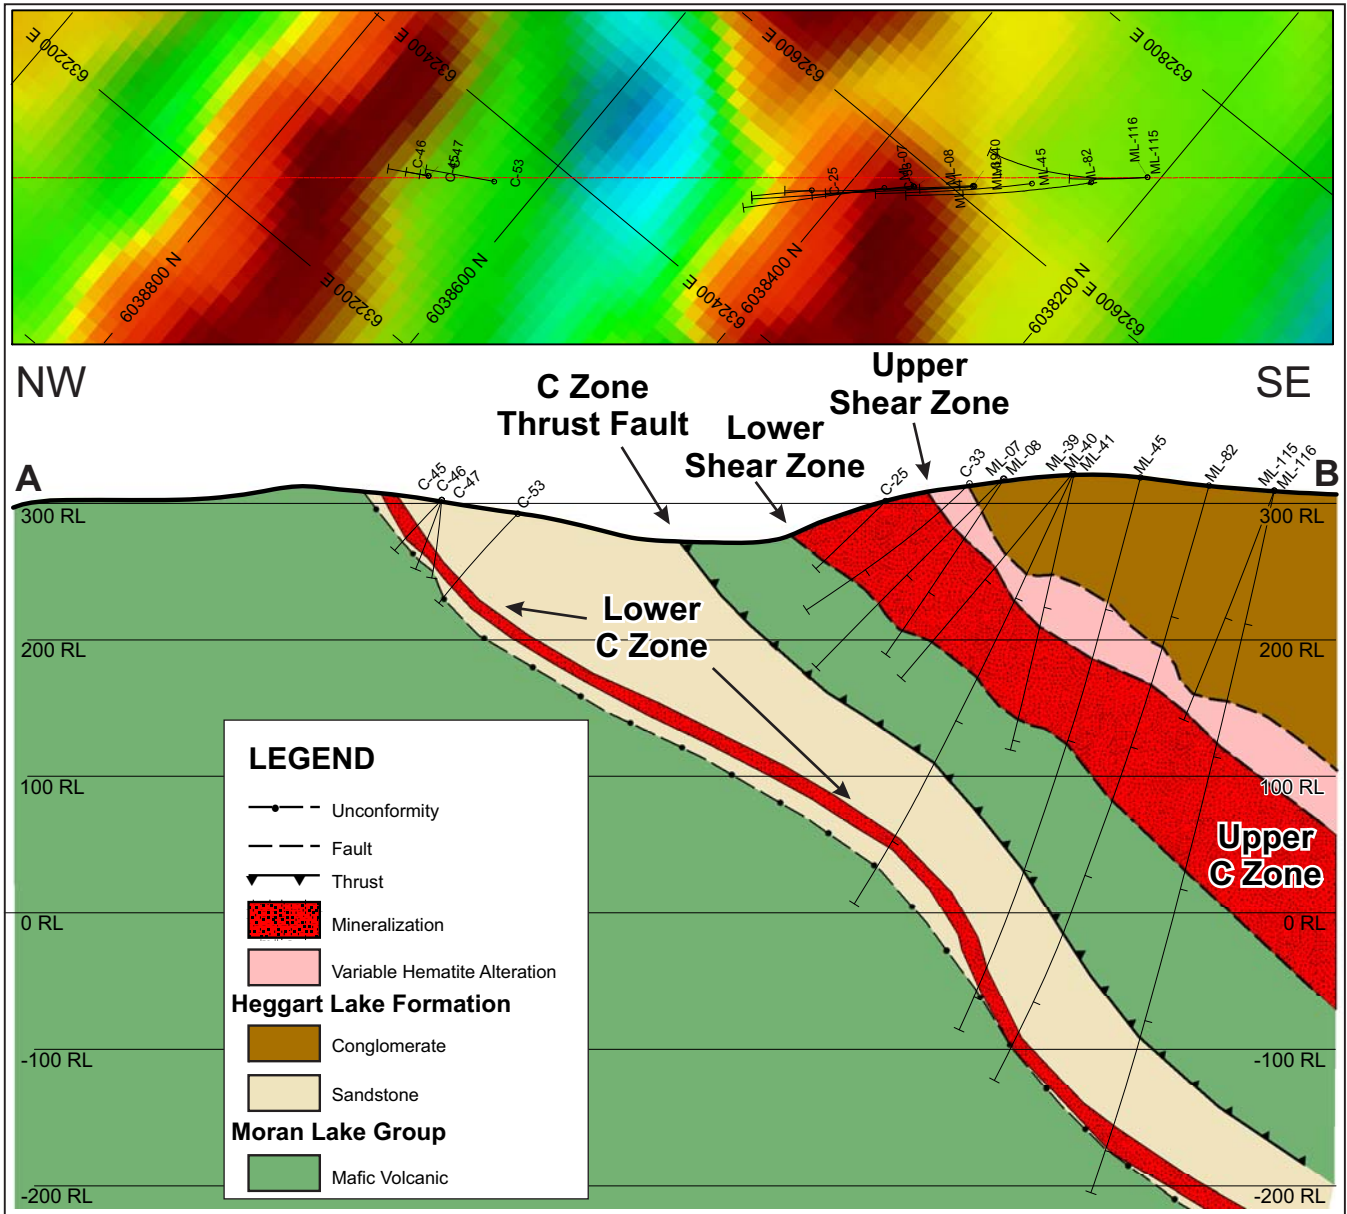 632200 E
632400 E
632600 E
632800 E
C-46
C-47
C-53
C-25
ML-07
ML-08
ML-45
ML-82
ML-116
ML-115
6038800 N
632200 E
6038600 N
632400 E
6038400 N
6038200 N
632600 E
NW
SE
C Zone
Thrust Fault
Lower
Shear Zone
Upper
Shear Zone
A
B
C-45
C-46
C-47
C-53
C-25
C-33
ML-07
ML-08
ML-39
ML-40
ML-41
ML-45
ML-82
ML-115
ML-116
300 RL
300 RL
Lower
C Zone
200 RL
200 RL
100 RL
100 RL
Upper
C Zone
0 RL
0 RL
-100 RL
-100 RL
-200 RL
-200 RL
LEGEND
Unconformity
Fault
Thrust
Mineralization
Variable Hematite Alteration
Heggart Lake Formation
Conglomerate
Sandstone
Moran Lake Group
Mafic Volcanic